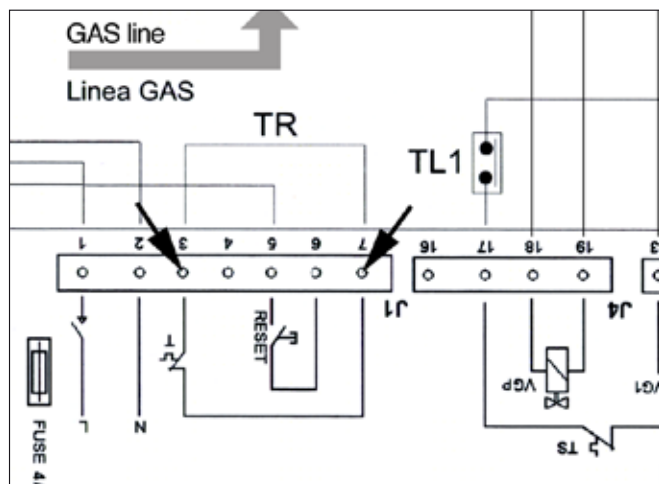 GAS line
Linea GAS
TR
TL1
1 2 3 4 5 6 7 16 17 18 19
J1
J4
T
RESET
VGP
VG1
L
N
TS
FUSE